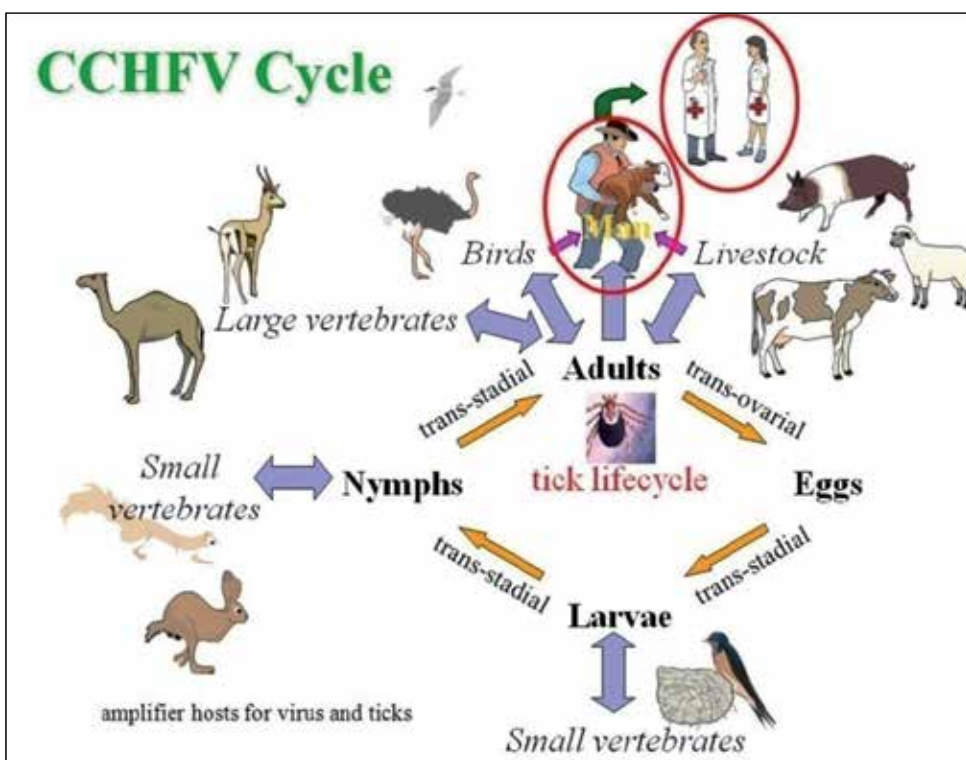 CCHFV Cycle
Man
Birds
Livestock
Large vertebrates
Adults
trans-stadial
trans-ovarial
tick lifecycle
Small
vertebrates
Nymphs
Eggs
trans-stadial
trans-stadial
Larvae
amplifier hosts for virus and ticks
Small vertebrates